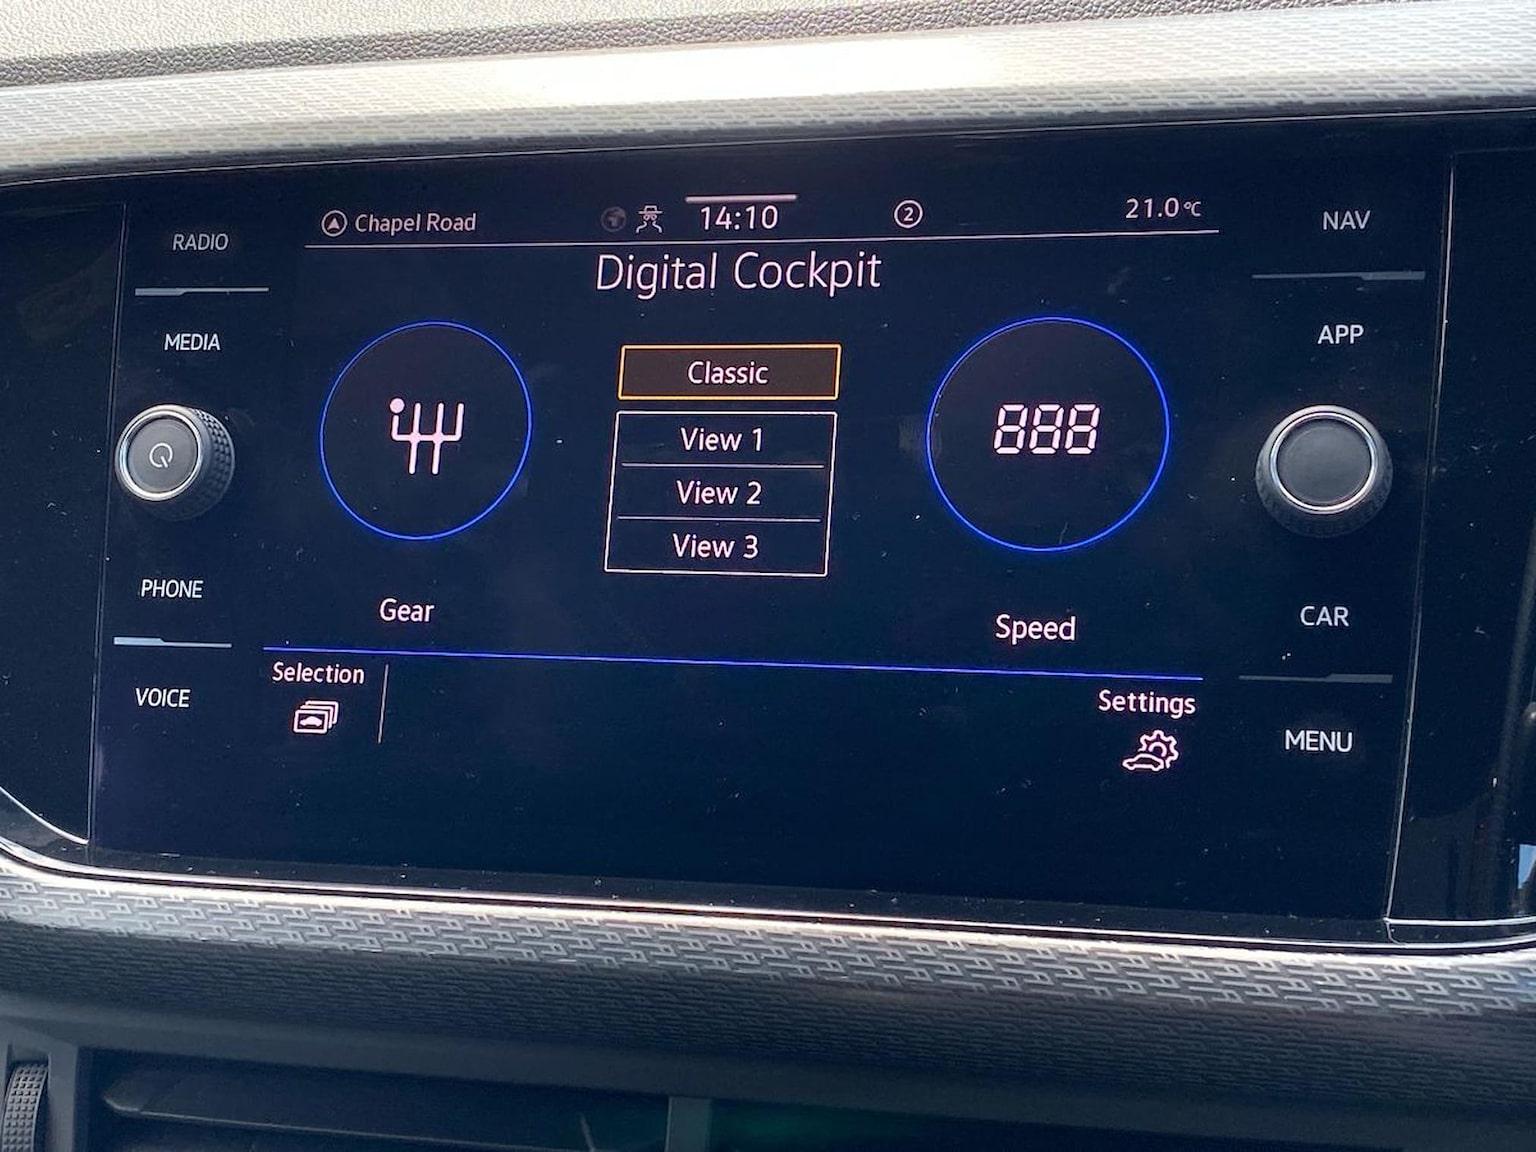 Chapel Road
14:10
2
21.0°C
RADIO
MEDIA
PHONE
VOICE
Digital Cockpit
Classic
View 1
View 2
View 3
888
Gear
Speed
Selection
Settings
NAV
APP
CAR
MENU